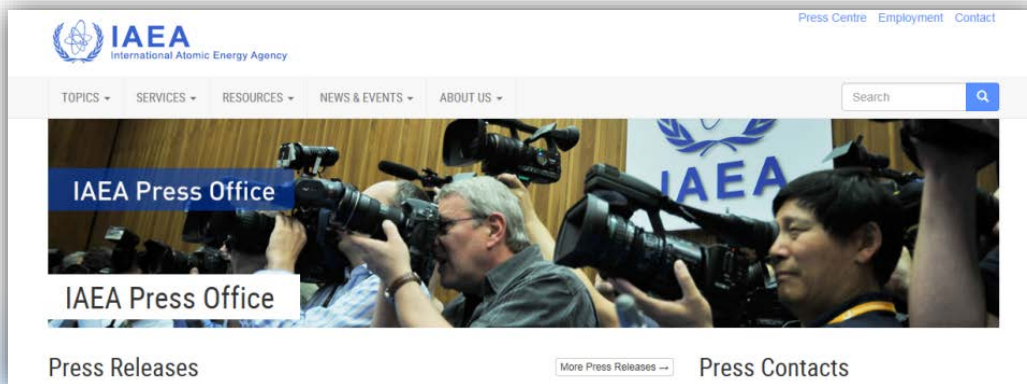 Press Centre Employment Contact
IAEA
International Atomic Energy Agency
TOPICS SERVICES RESOURCES NEWS & EVENTS ABOUT US Search
IAEA Press Office
IAEA
IAEA Press Office
Press Releases More Press Releases → Press Contacts